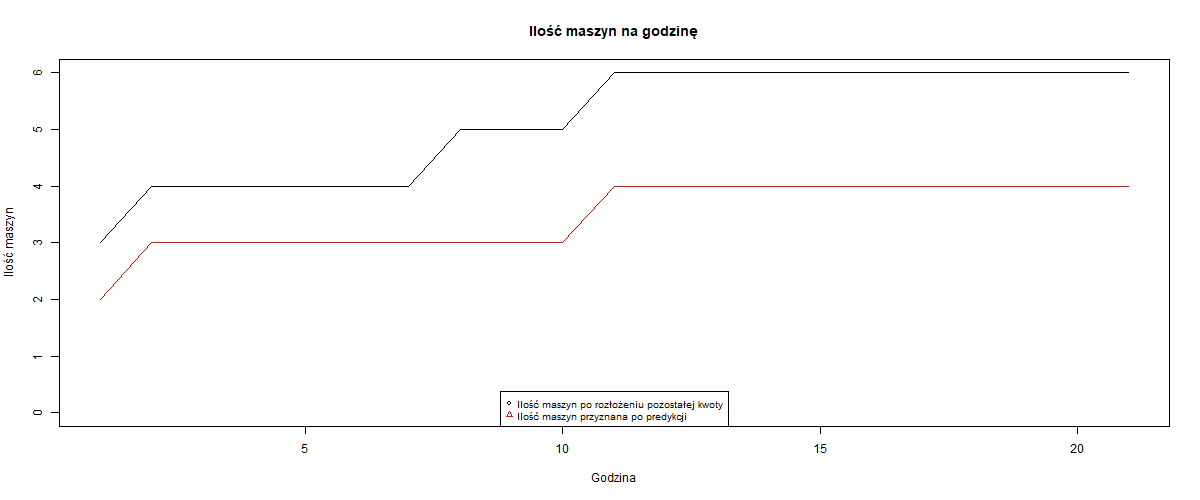 Ilość maszyn na godzinę
Ilość maszyn
6
5
4
3
2
1
0
Ilość maszyn po rozłożeniu pozostałej kwoty
Ilość maszyn przyznana po predykcji
5 10 15 20
Godzina